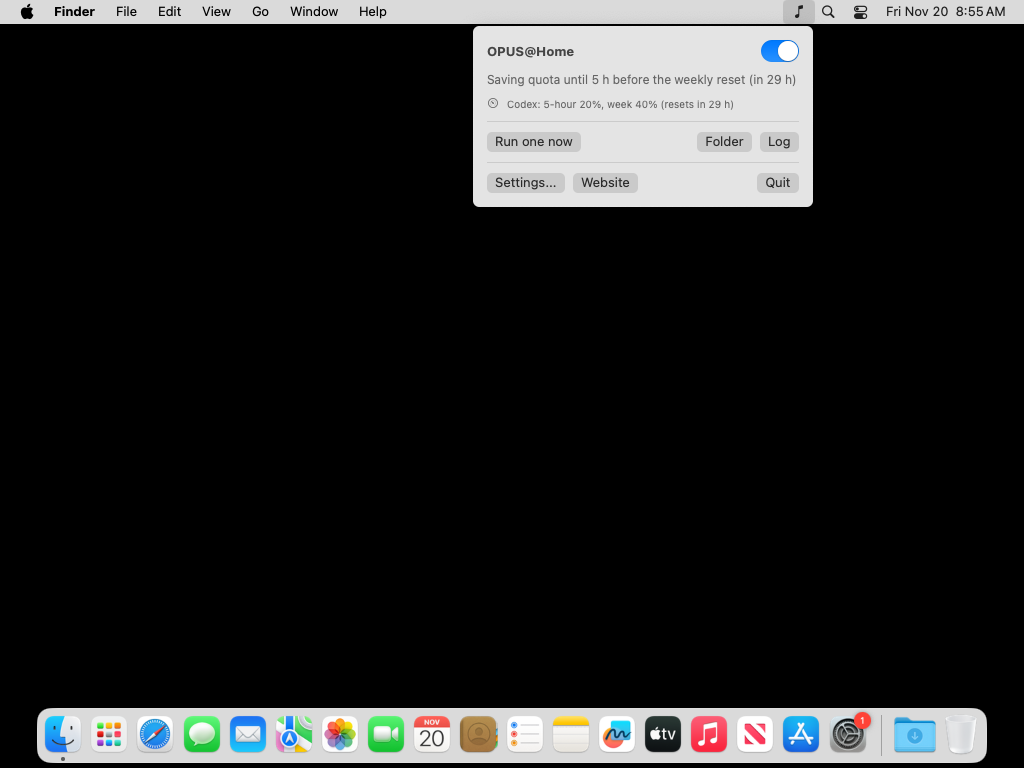 Finder File Edit View Go Window Help Fri Nov 20 8:55 AM
OPUS@Home
Saving quota until 5 h before the weekly reset (in 29 h)
Codex: 5-hour 20%, week 40% (resets in 29 h)
Run one now Folder Log
Settings... Website Quit
NOV
20
tv
1